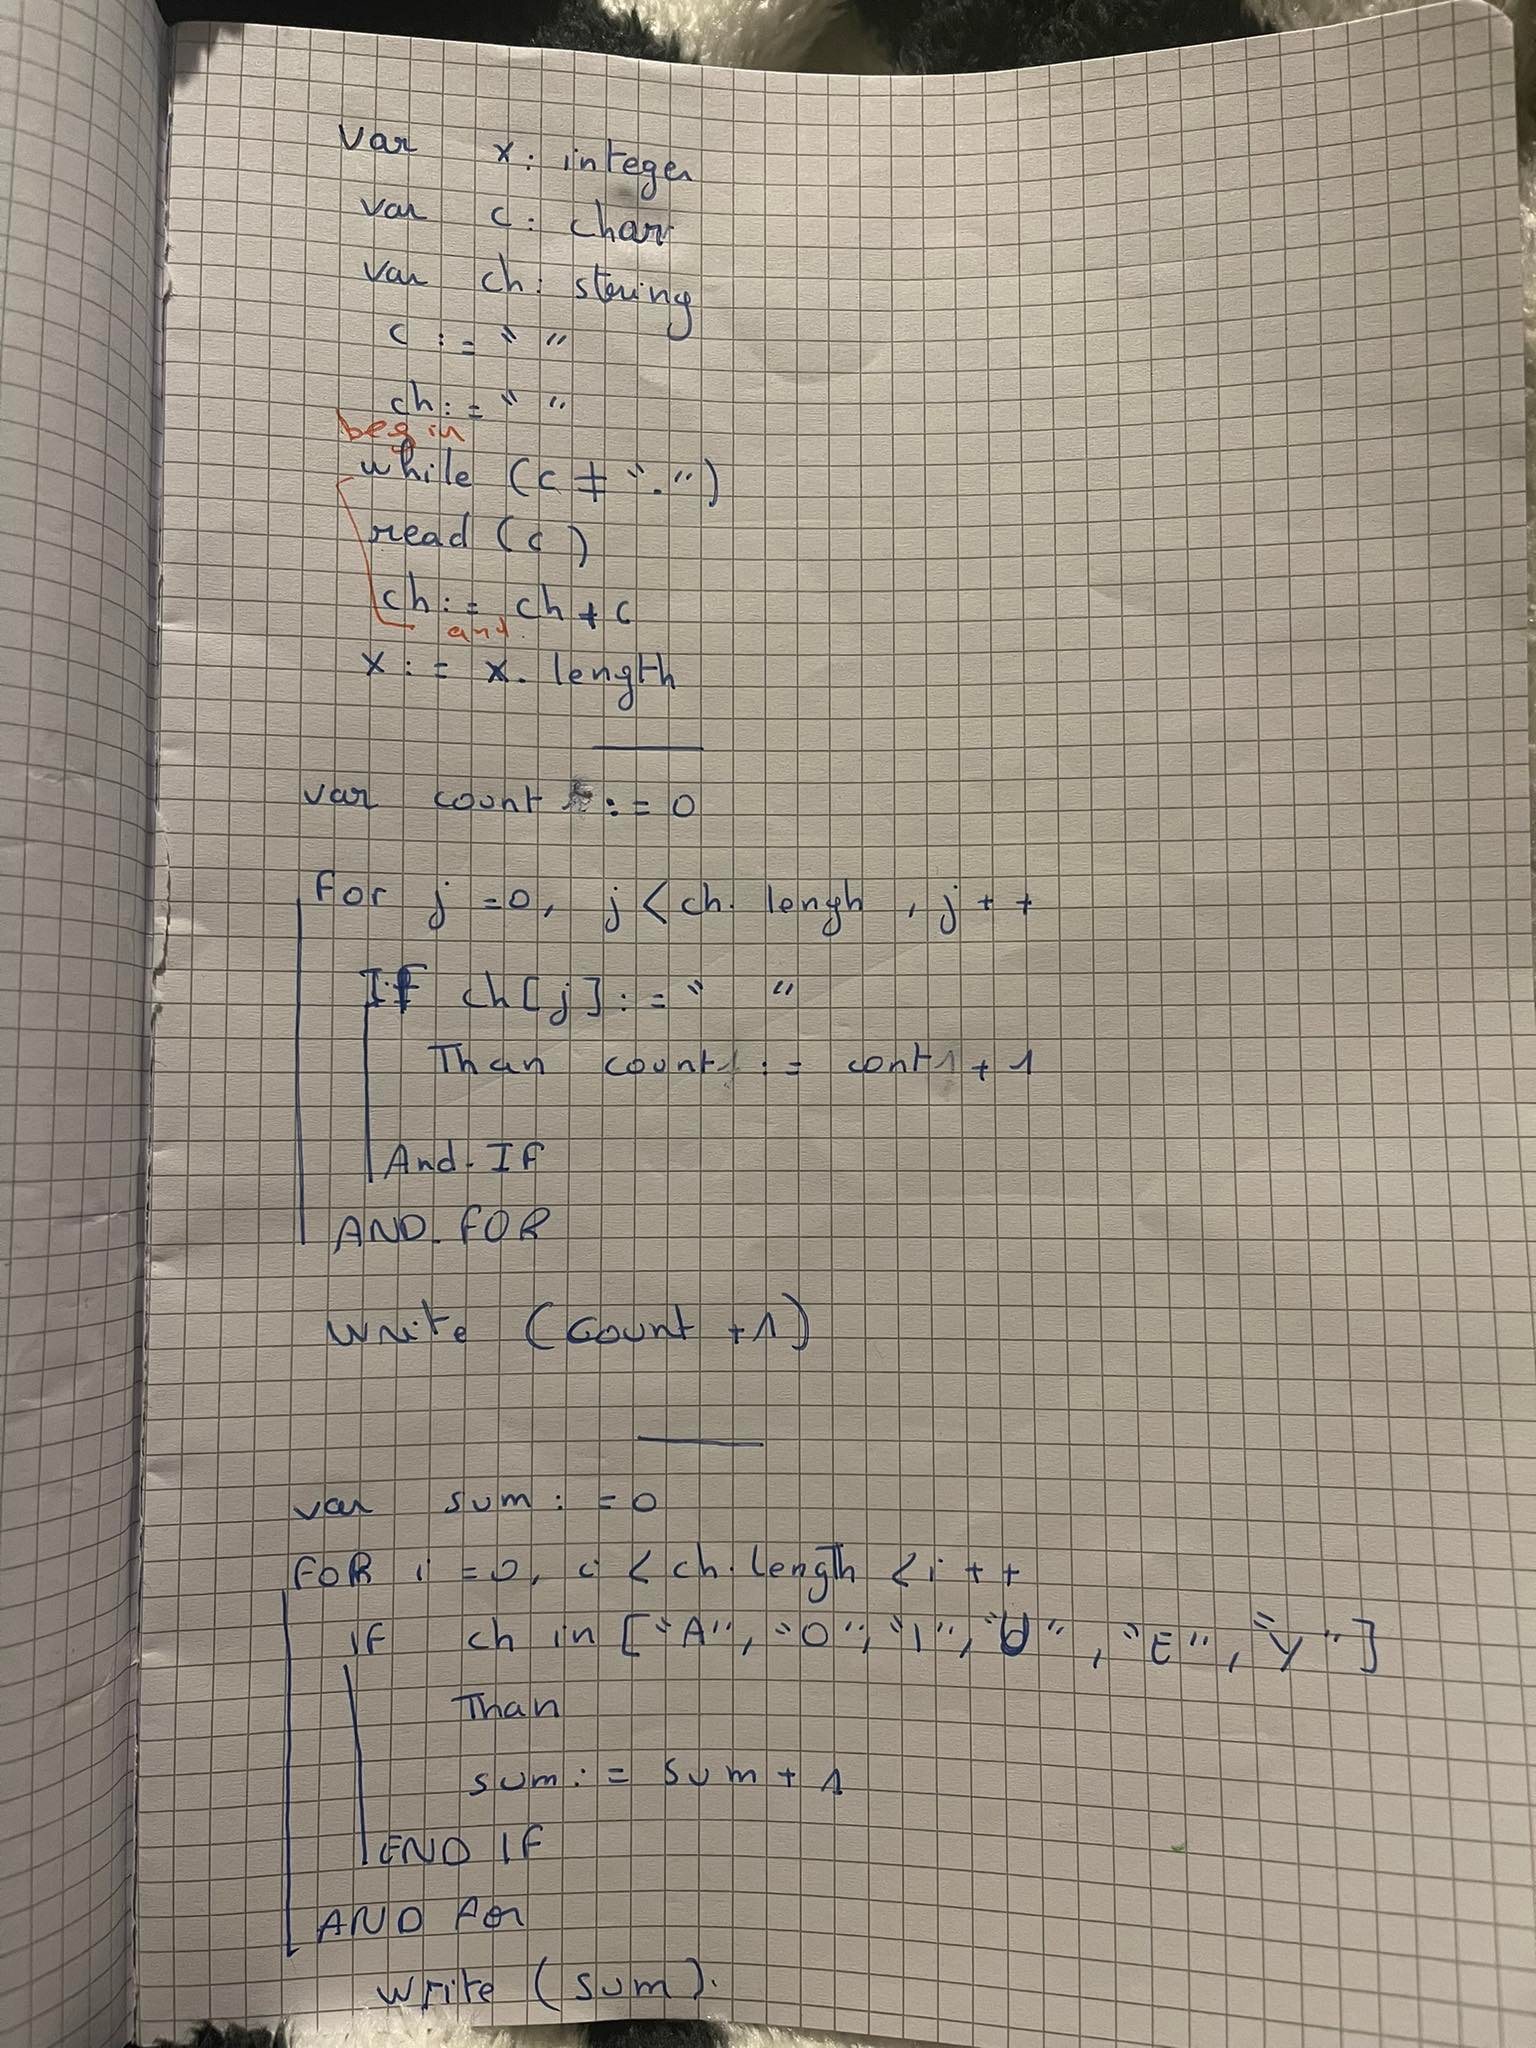 var x : integer
var c : char
var ch : string
c := " "
ch := " "
begin
while (c ≠ ".")
read (c)
ch := ch + c
and
x := x. length
var count := 0
For j = 0, j < ch. lengh , j + +
If ch[j] := " "
Than count1 := cont1 + 1
And. IF
AND. FOR
write (count + 1)
var sum := 0
FOR i = 0, i < ch. length < i + +
IF ch in ["A", "O", "I", "U", "E", "Y"]
Than
sum := sum + 1
END IF
AND For
write (sum).